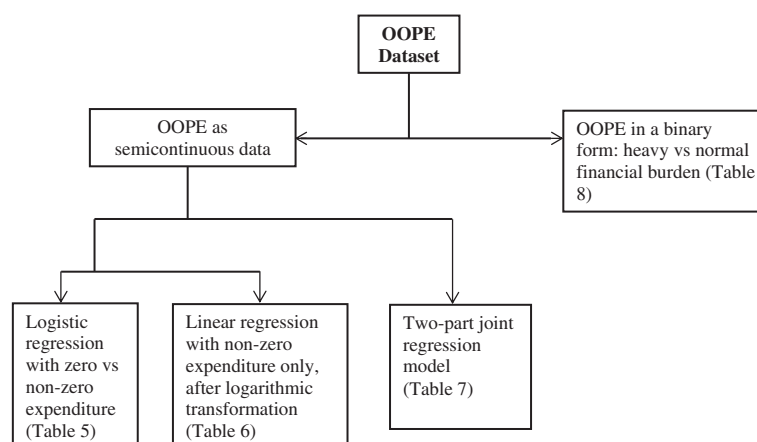 OOPE
Dataset
OOPE as
semicontinuous data
OOPE in a binary
form: heavy vs normal
financial burden (Table
8)
Logistic
regression
with zero vs
non-zero
expenditure
(Table 5)
Linear regression
with non-zero
expenditure only,
after logarithmic
transformation
(Table 6)
Two-part joint
regression
model
(Table 7)